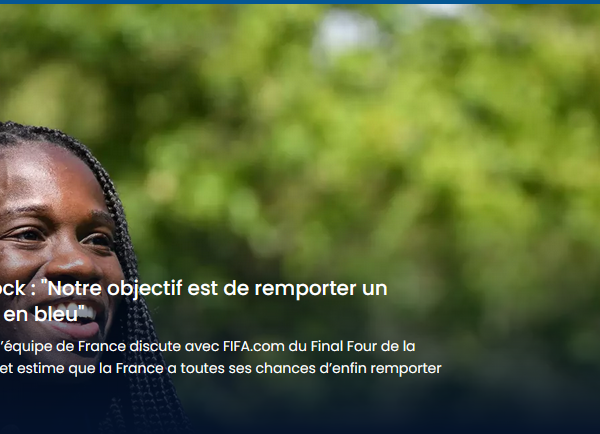 ock : "Notre objectif est de remporter un
en bleu"
l’équipe de France discute avec FIFA.com du Final Four de la
et estime que la France a toutes ses chances d’enfin remporter